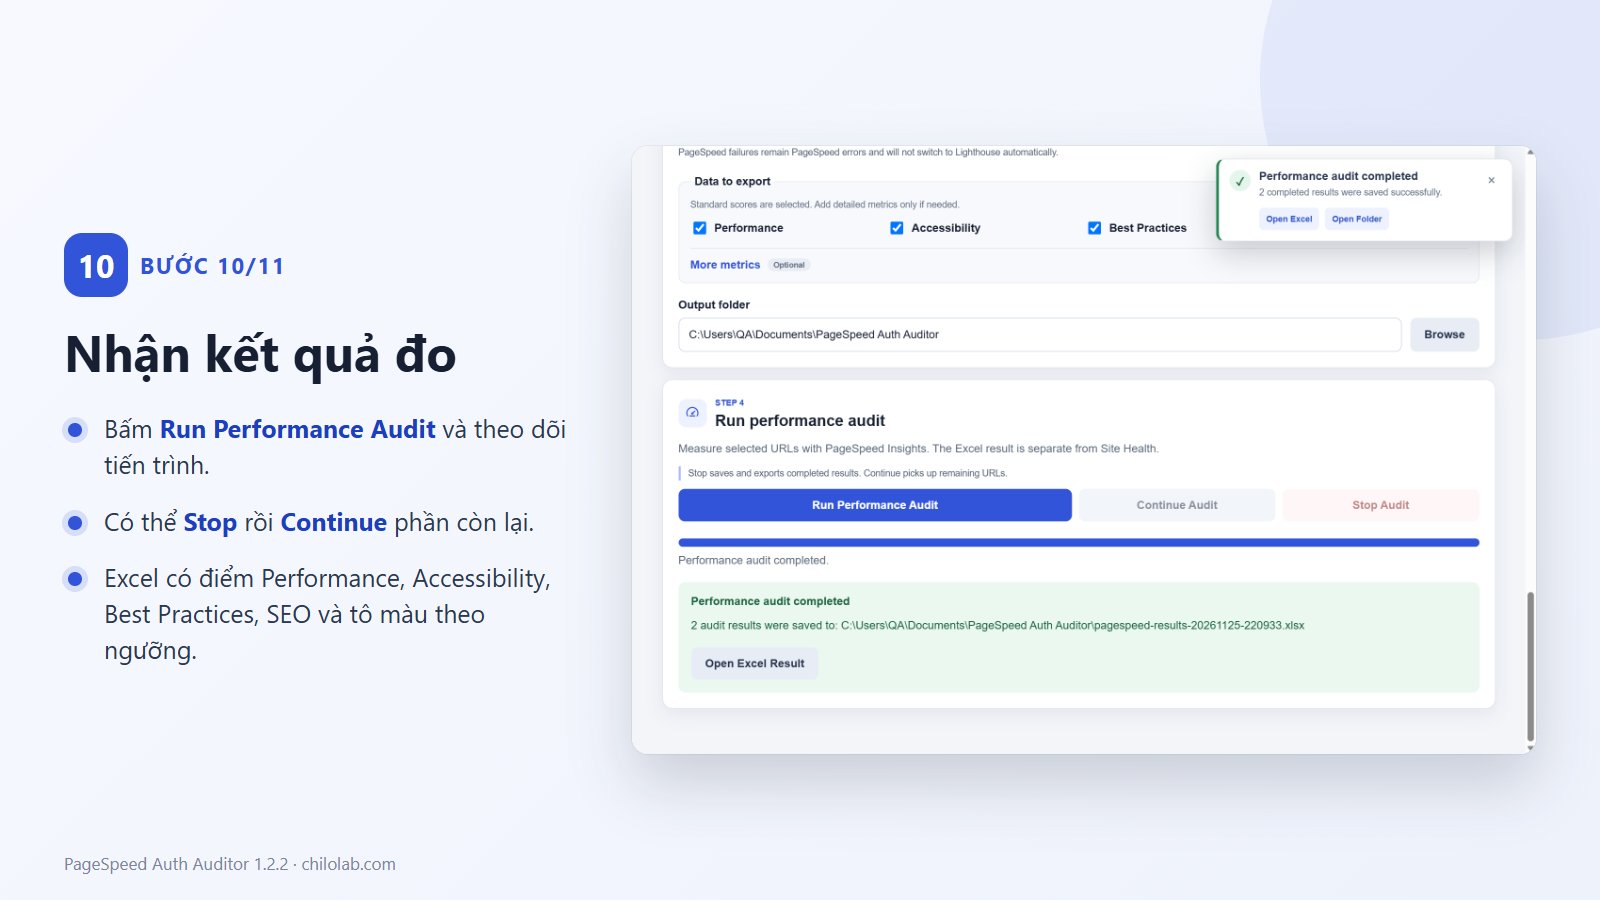 10
BƯỚC 10/11
Nhận kết quả đo
Bấm Run Performance Audit và theo dõi
tiến trình.
Có thể Stop rồi Continue phần còn lại.
Excel có điểm Performance, Accessibility,
Best Practices, SEO và tô màu theo
ngưỡng.
PageSpeed Auth Auditor 1.2.2 · chilolab.com
PageSpeed failures remain PageSpeed errors and will not switch to Lighthouse automatically.
Data to export
Standard scores are selected. Add detailed metrics only if needed.
Performance
Accessibility
Best Practices
More metrics
Optional
Performance audit completed
2 completed results were saved successfully.
Open Excel
Open Folder
Output folder
C:\Users\QA\Documents\PageSpeed Auth Auditor
Browse
STEP 4
Run performance audit
Measure selected URLs with PageSpeed Insights. The Excel result is separate from Site Health.
Stop saves and exports completed results. Continue picks up remaining URLs.
Run Performance Audit
Continue Audit
Stop Audit
Performance audit completed.
Performance audit completed
2 audit results were saved to: C:\Users\QA\Documents\PageSpeed Auth Auditor\pagespeed-results-20261125-220933.xlsx
Open Excel Result